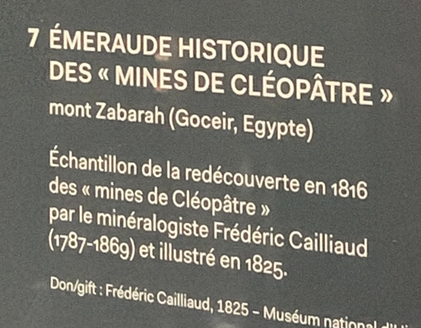 7 ÉMERAUDE HISTORIQUE
DES « MINES DE CLÉOPÂTRE »
mont Zabarah (Goceir, Egypte)
Échantillon de la redécouverte en 1816
des « mines de Cléopâtre »
par le minéralogiste Frédéric Cailliaud
(1787-1869) et illustré en 1825.
Don/gift : Frédéric Cailliaud, 1825 – Muséum national